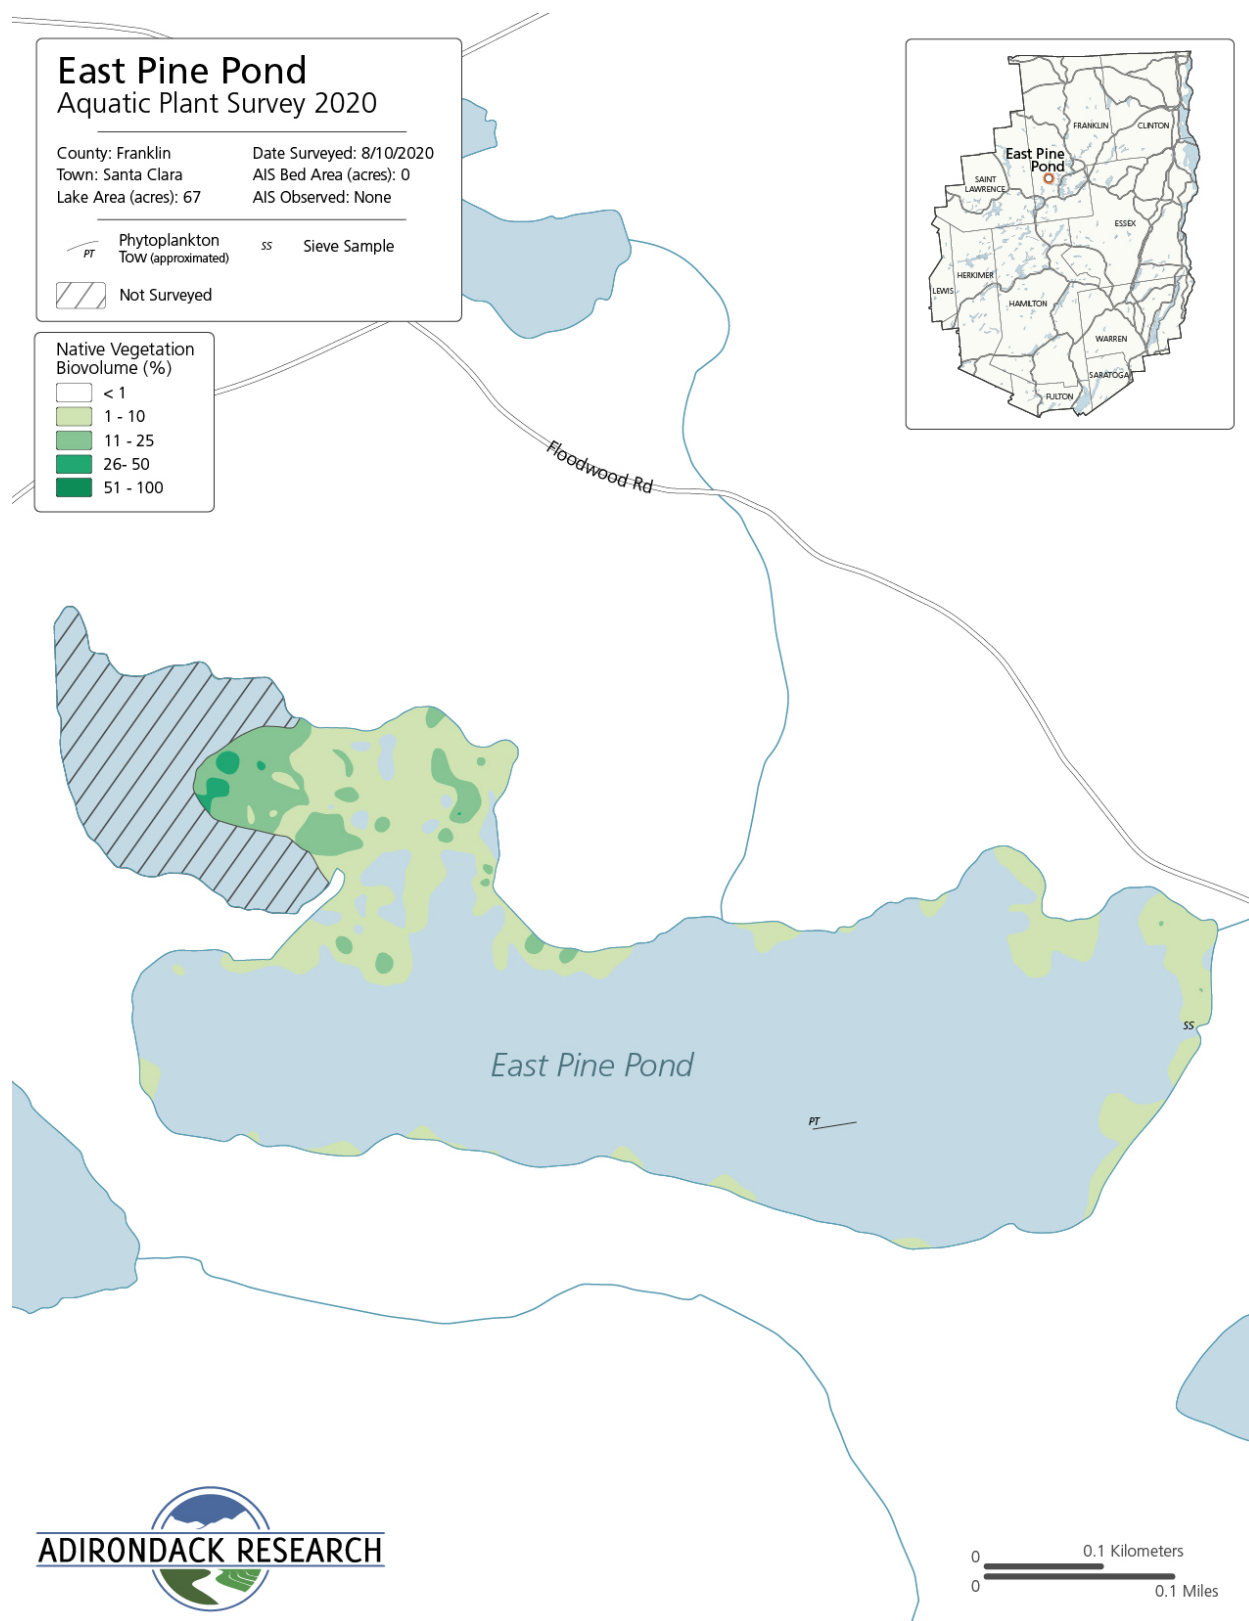 East Pine Pond
Aquatic Plant Survey 2020
County: Franklin
Town: Santa Clara
Lake Area (acres): 67
Date Surveyed: 8/10/2020
AIS Bed Area (acres): 0
AIS Observed: None
PT
Phytoplankton
Tow (approximated)
SS
Sieve Sample
Not Surveyed
Native Vegetation
Biovolume (%)
< 1
1 - 10
11 - 25
26- 50
51 - 100
FRANKLIN
CLINTON
East Pine
Pond
SAINT
LAWRENCE
ESSEX
HERKIMER
LEWIS
HAMILTON
WARREN
SARATOGA
FULTON
Floodwood Rd
SS
East Pine Pond
PT
ADIRONDACK RESEARCH
0
0.1 Kilometers
0
0.1 Miles